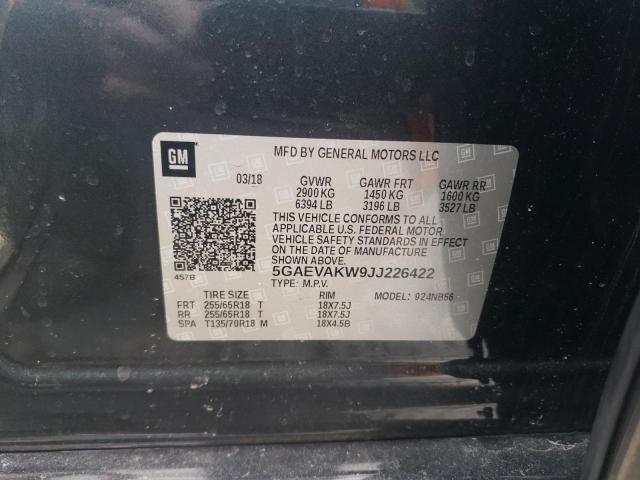 GM
MFD BY GENERAL MOTORS LLC
03/18 GVWR GAWR FRT GAWR RR
2900 KG 1450 KG 1600 KG
6394 LB 3196 LB 3527 LB
THIS VEHICLE CONFORMS TO ALL
APPLICABLE U.S. FEDERAL MOTOR
VEHICLE SAFETY STANDARDS IN EFFECT
ON THE DATE OF MANUFACTURE
SHOWN ABOVE.
457B
5GAEVAKW9JJ226422
TYPE: M.P.V. MODEL: 924NB56
TIRE SIZE RIM
FRT 255/65R18 T 18X7.5J
RR 255/65R18 T 18X7.5J
SPA T135/70R18 M 18X4.5B